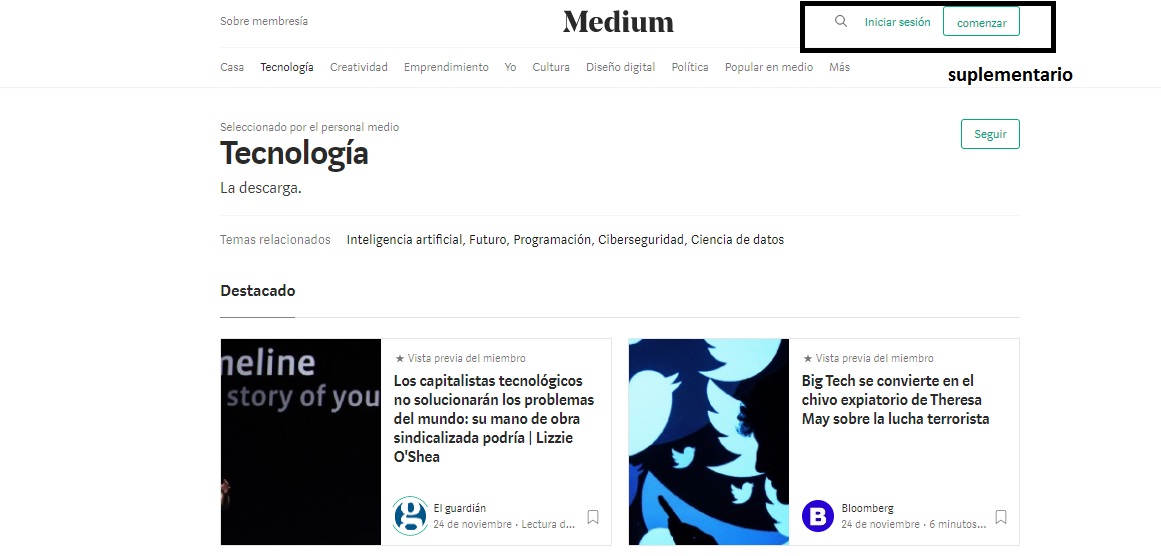 Sobre membresía
Medium
Iniciar sesión
comenzar
Casa Tecnología Creatividad Emprendimiento Yo Cultura Diseño digital Política Popular en medio Más
suplementario
Seleccionado por el personal medio
Tecnología
Seguir
La descarga.
Temas relacionados Inteligencia artificial, Futuro, Programación, Ciberseguridad, Ciencia de datos
Destacado
meline
story of you
★ Vista previa del miembro
Los capitalistas tecnológicos
no solucionarán los problemas
del mundo: su mano de obra
sindicalizada podría | Lizzie
O'Shea
g
El guardián
24 de noviembre · Lectura d...
★ Vista previa del miembro
Big Tech se convierte en el
chivo expiatorio de Theresa
May sobre la lucha terrorista
B
Bloomberg
24 de noviembre · 6 minutos...